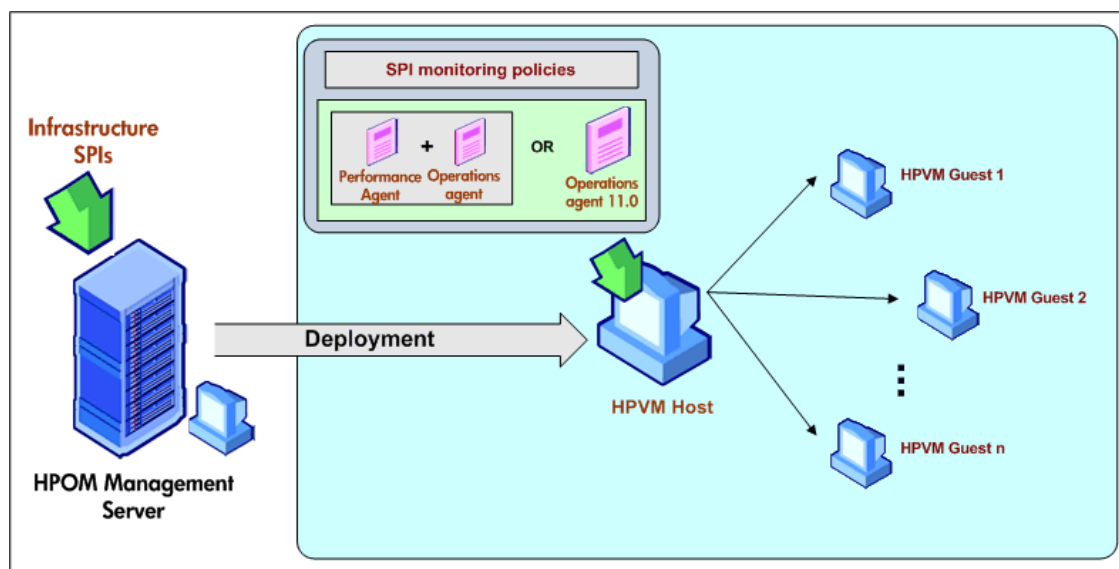 SPI monitoring policies
Infrastructure
SPIs
Performance
Agent
+
Operations
agent
OR
Operations
agent 11.0
HPVM Guest 1
HPVM Guest 2
HPVM Guest n
Deployment
HPVM Host
HPOM Management
Server